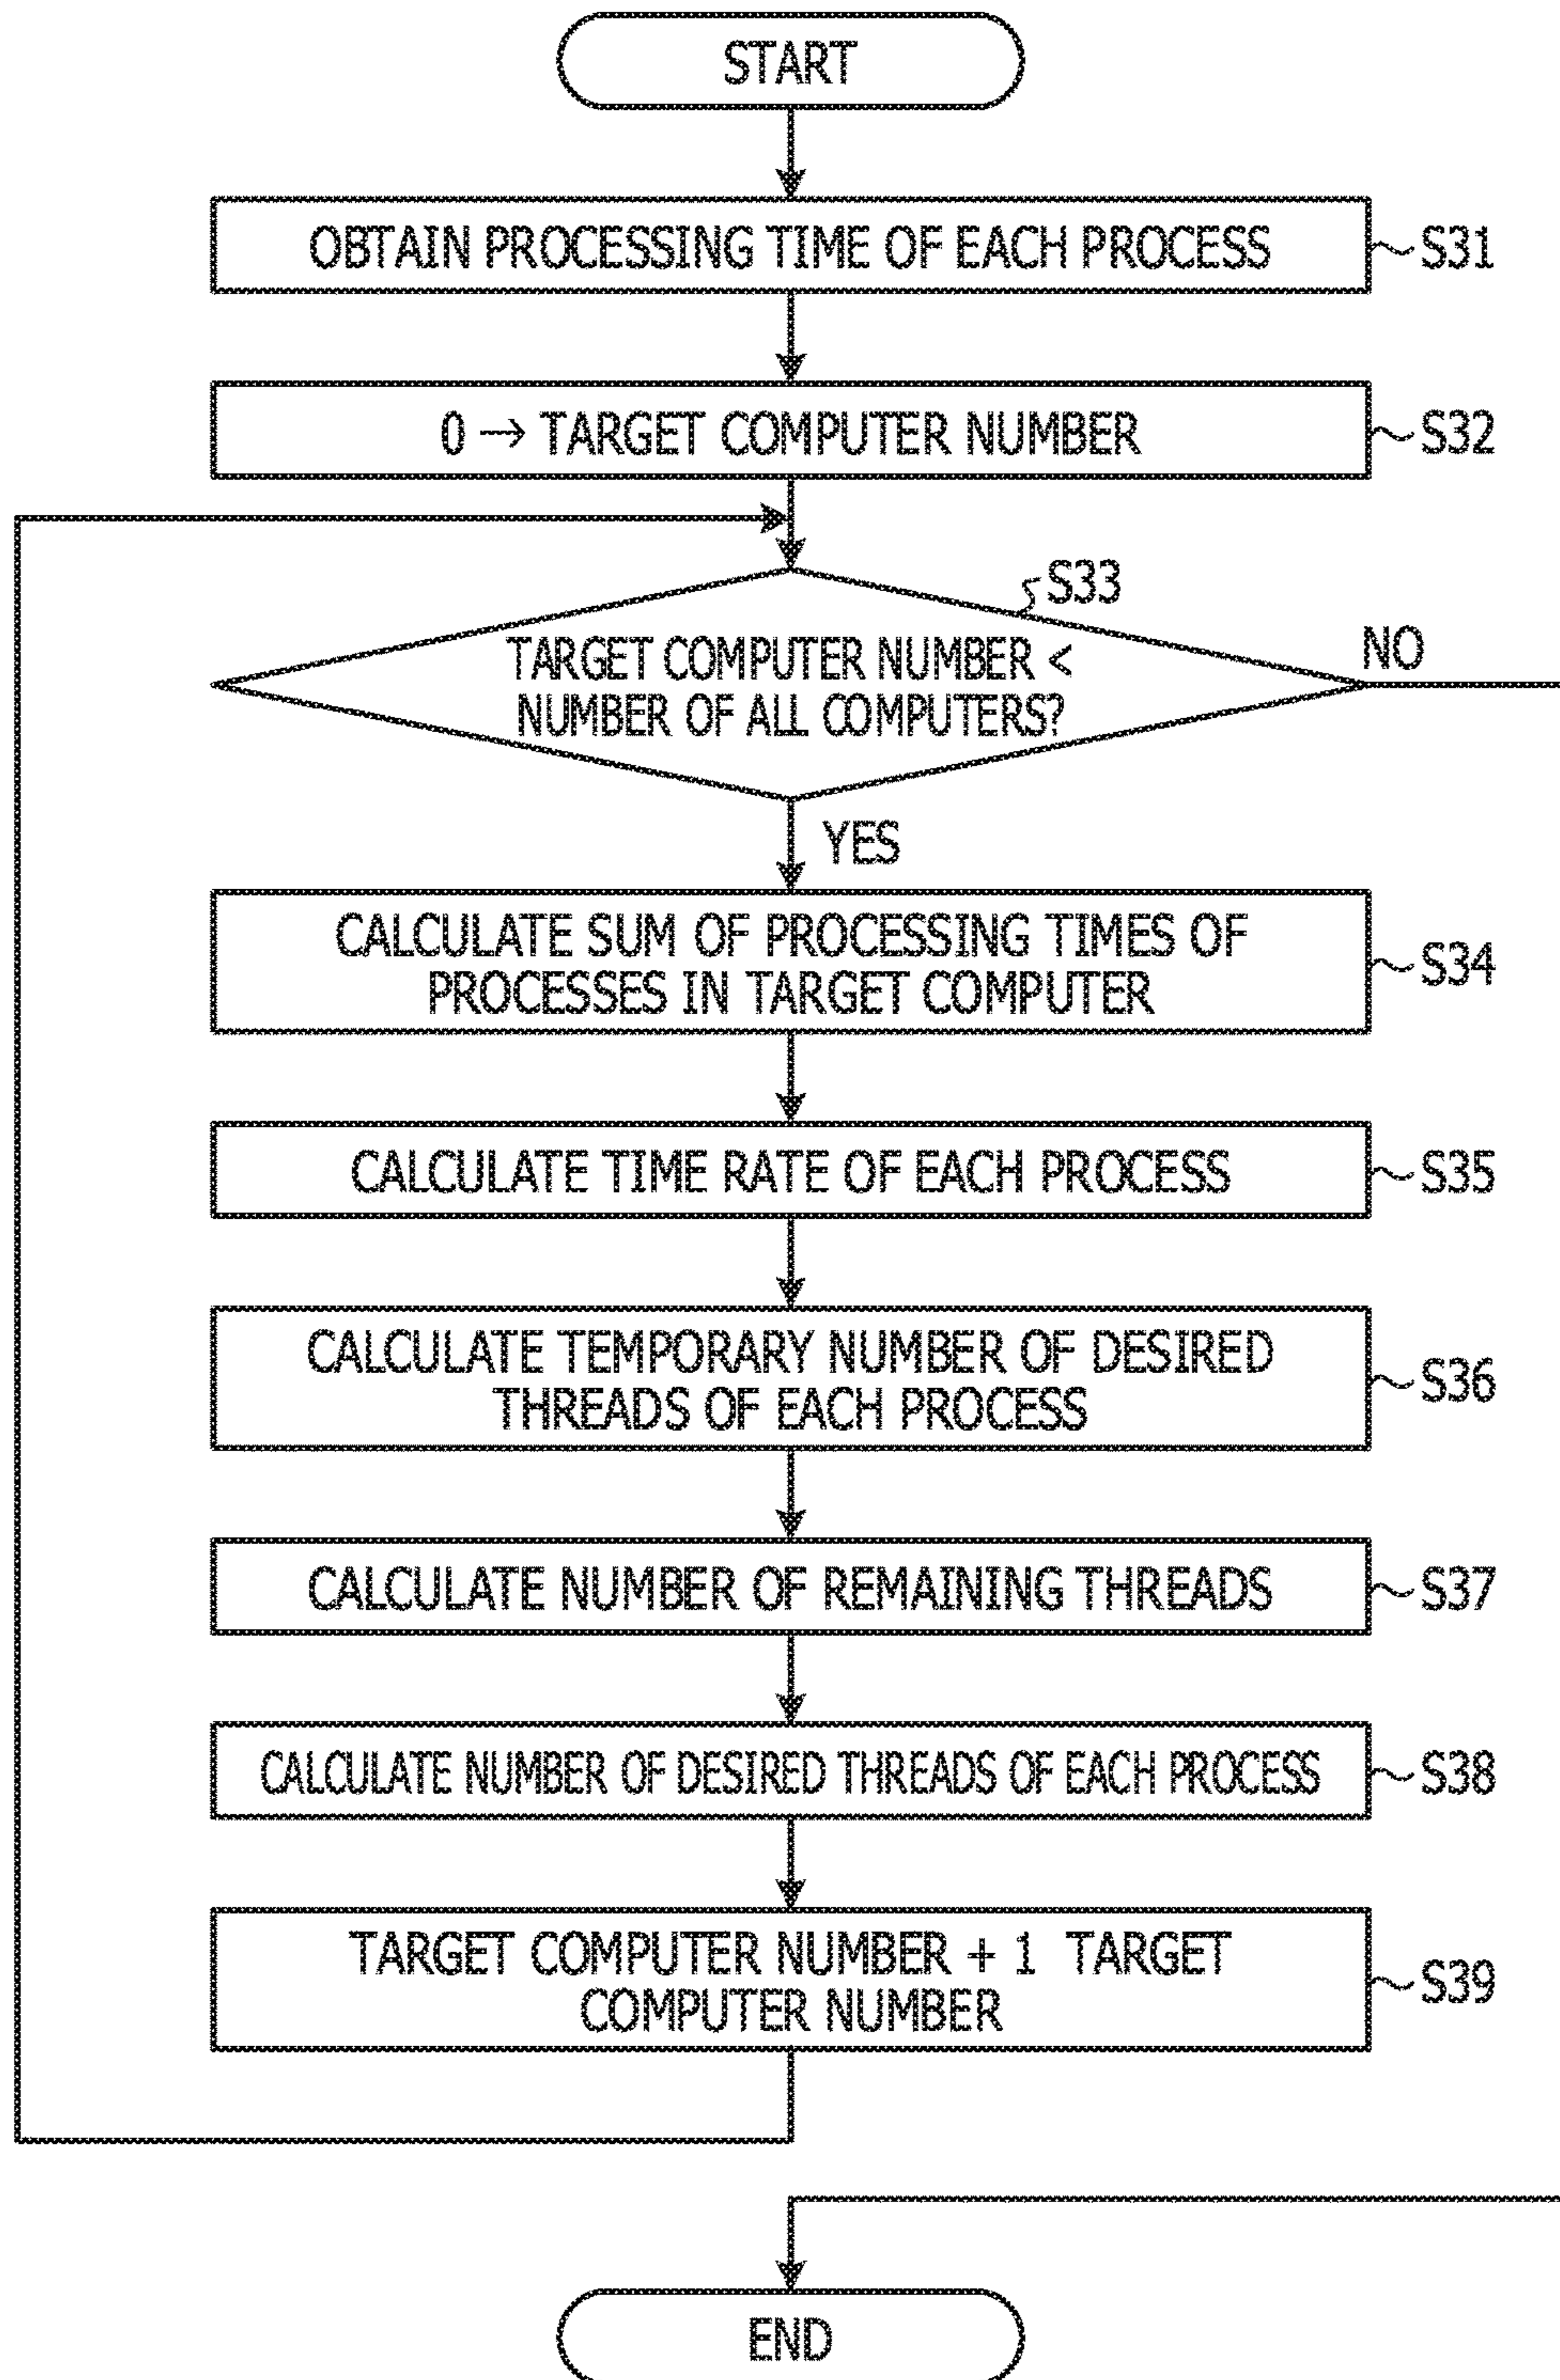 START
OBTAIN PROCESSING TIME OF EACH PROCESS
S31
0 → TARGET COMPUTER NUMBER
S32
S33
TARGET COMPUTER NUMBER <
NUMBER OF ALL COMPUTERS?
NO
YES
CALCULATE SUM OF PROCESSING TIMES OF
PROCESSES IN TARGET COMPUTER
S34
CALCULATE TIME RATE OF EACH PROCESS
S35
CALCULATE TEMPORARY NUMBER OF DESIRED
THREADS OF EACH PROCESS
S36
CALCULATE NUMBER OF REMAINING THREADS
S37
CALCULATE NUMBER OF DESIRED THREADS OF EACH PROCESS
S38
TARGET COMPUTER NUMBER + 1 TARGET
COMPUTER NUMBER
S39
END